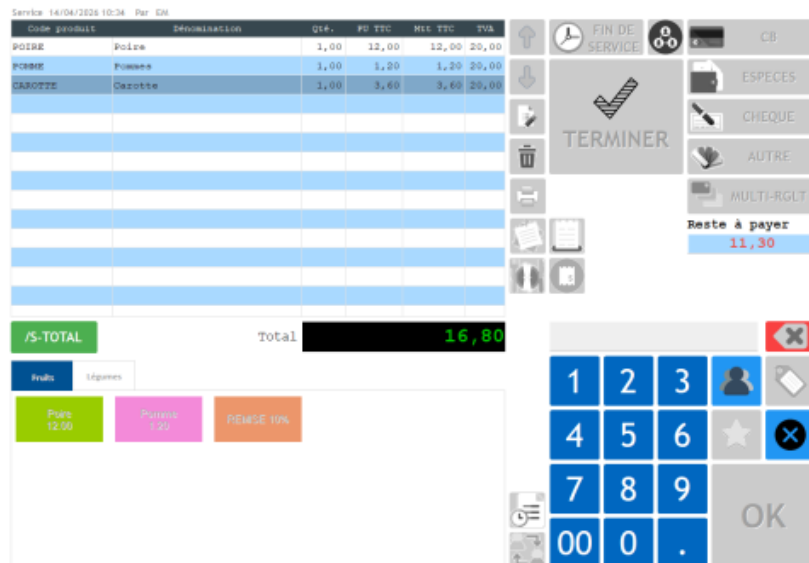 Service 14/04/2026 10:34 Par EM
Code produit Dénomination Qté. PU TTC Mtt TTC TVA
POIRE Poire 1,00 12,00 12,00 20,00
POMME Pommes 1,00 1,20 1,20 20,00
CAROTTE Carotte 1,00 3,60 3,60 20,00
FIN DE
SERVICE
CB
ESPECES
TERMINER
CHEQUE
AUTRE
MULTI-RGLT
Reste à payer
11,30
/S-TOTAL Total 16,80
Fruits Légumes
Poire
12.00
Pomme
1.20
REMISE 10%
1 2 3
4 5 6
7 8 9
OK
00 0 .